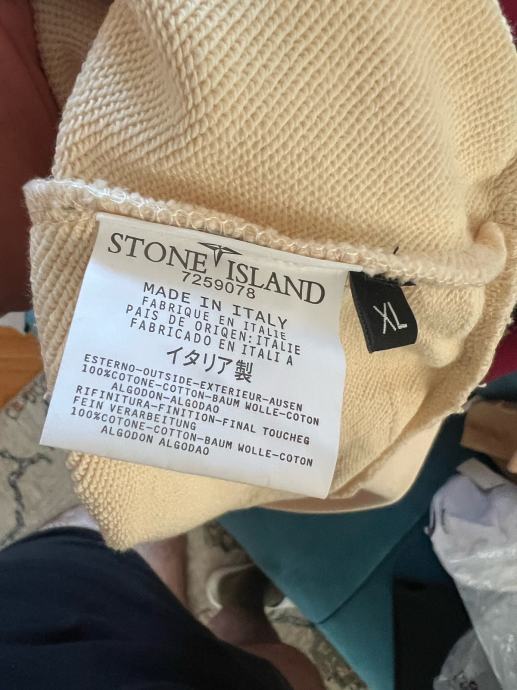 STONE ISLAND
7259078
MADE IN ITALY
FABRIQUE EN ITALIE
PAIS DE ORIQEN:ITALIE
FABRICADO EN ITALI A
イタリア製
ESTERNO-OUTSIDE-EXTERIEUR-AUSEN
100%COTONE-COTTON-BAUM WOLLE-COTON
ALGODON-ALGODAO
RIFINITURA-FINITION-FINAL TOUCHEG
FEIN VERARBEITUNG
100%COTONE-COTTON-BAUM WOLLE-COTON
ALGODON ALGODAO
XL